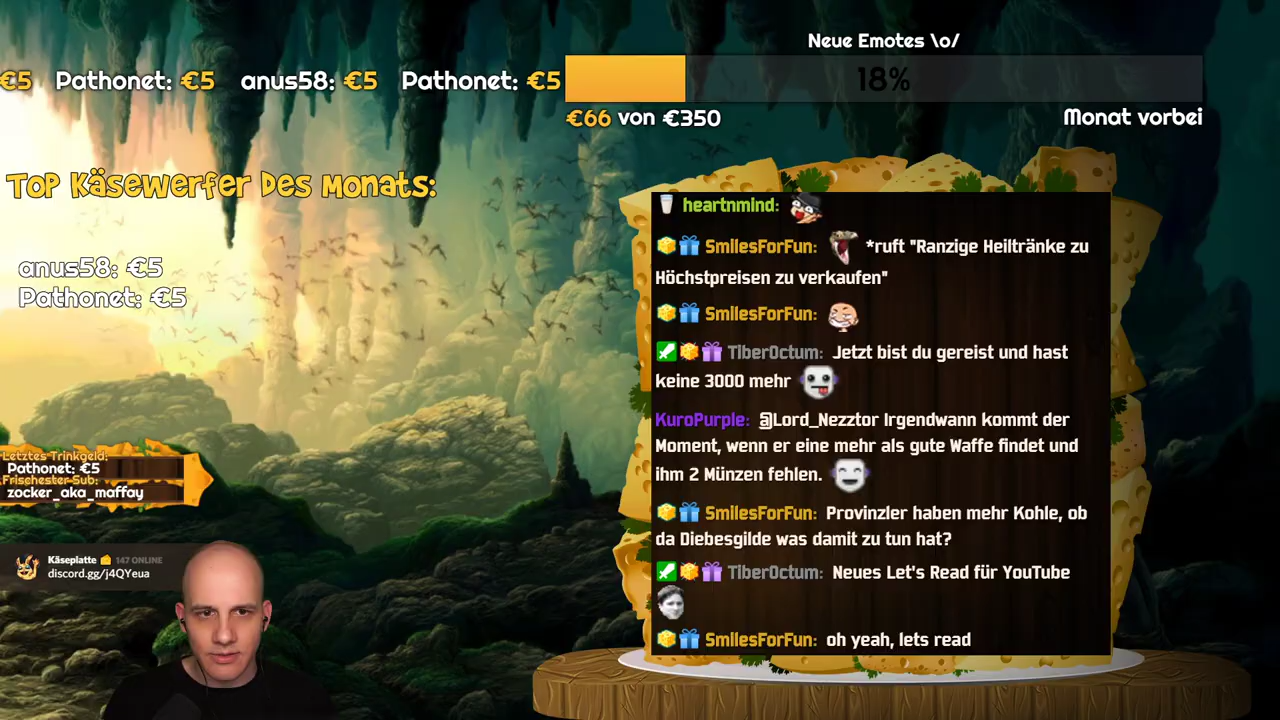 Neue Emotes \o/
€5 Pathonet: €5 anus58: €5 Pathonet: €5
18%
€66 von €350
Monat vorbei
Top Käsewerfer des Monats:
anus58: €5
Pathonet: €5
heartnmind:
SmilesForFun: *ruft "Ranzige Heiltränke zu
Höchstpreisen zu verkaufen"
SmilesForFun:
TiberOctum: Jetzt bist du gereist und hast
keine 3000 mehr
KuroPurple: @Lord_Nezztor Irgendwann kommt der
Moment, wenn er eine mehr als gute Waffe findet und
ihm 2 Münzen fehlen.
SmilesForFun: Provinzler haben mehr Kohle, ob
da Diebesgilde was damit zu tun hat?
TiberOctum: Neues Let's Read für YouTube
SmilesForFun: oh yeah, lets read
Letztes Trinkgeld:
Pathonet: €5
Frischester Sub:
zocker_aka_maffay
Käseplatte 147 ONLINE
discord.gg/j4QYeua